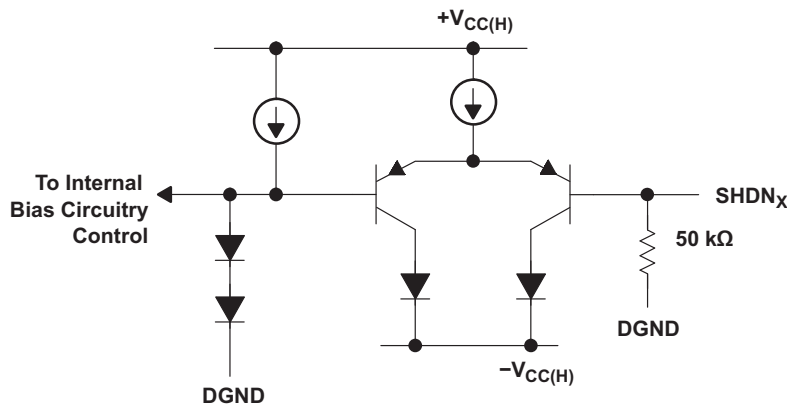 +VCC(H)
To Internal
Bias Circuitry
Control
SHDNX
50 kΩ
DGND
−VCC(H)
DGND